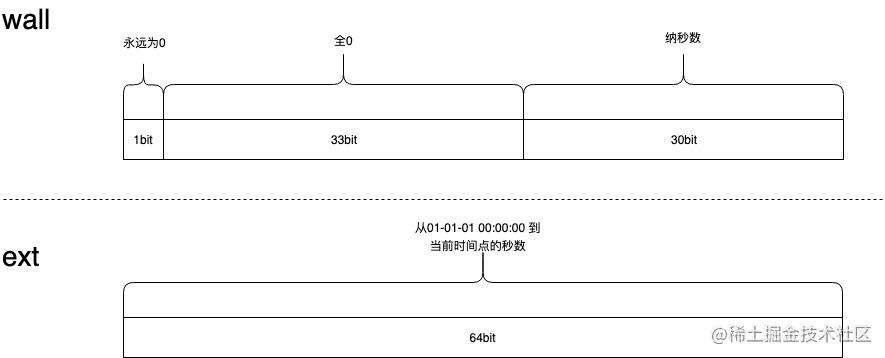 wall
永远为0
全0
纳秒数
1bit
33bit
30bit
从01-01-01 00:00:00 到
当前时间点的秒数
ext
64bit
@稀土掘金技术社区